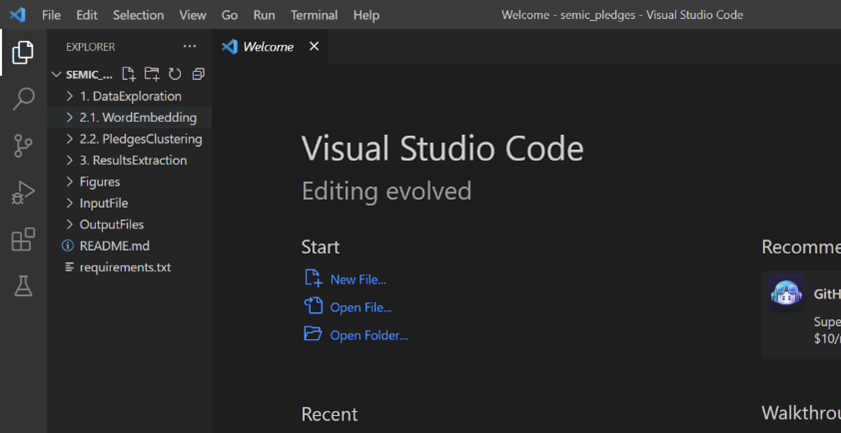 File Edit Selection View Go Run Terminal Help Welcome - semic_pledges - Visual Studio Code
EXPLORER ...
Welcome
SEMIC_...
1. DataExploration
2.1. WordEmbedding
2.2. PledgesClustering
3. ResultsExtraction
Figures
InputFile
OutputFiles
README.md
requirements.txt
Visual Studio Code
Editing evolved
Start
New File...
Open File...
Open Folder...
Recent
Recomme
GitH
Supe
$10/
Walkthrou